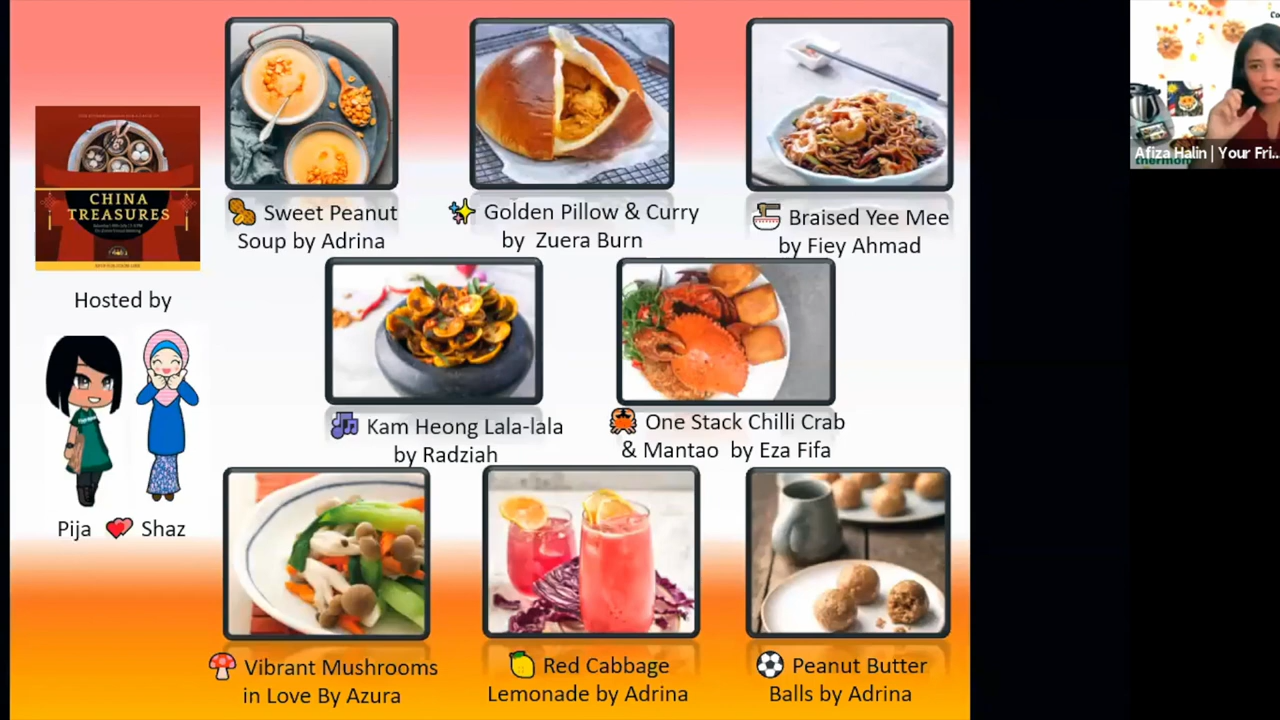 CHINA
TREASURES
Hosted by
Pija
Shaz
Sweet Peanut
Soup by Adrina
Golden Pillow & Curry
by Zuera Burn
Braised Yee Mee
by Fiey Ahmad
Kam Heong Lala-lala
by Radziah
One Stack Chilli Crab
& Mantao by Eza Fifa
Vibrant Mushrooms
in Love By Azura
Red Cabbage
Lemonade by Adrina
Peanut Butter
Balls by Adrina
Afiza Halin | Your Fri...